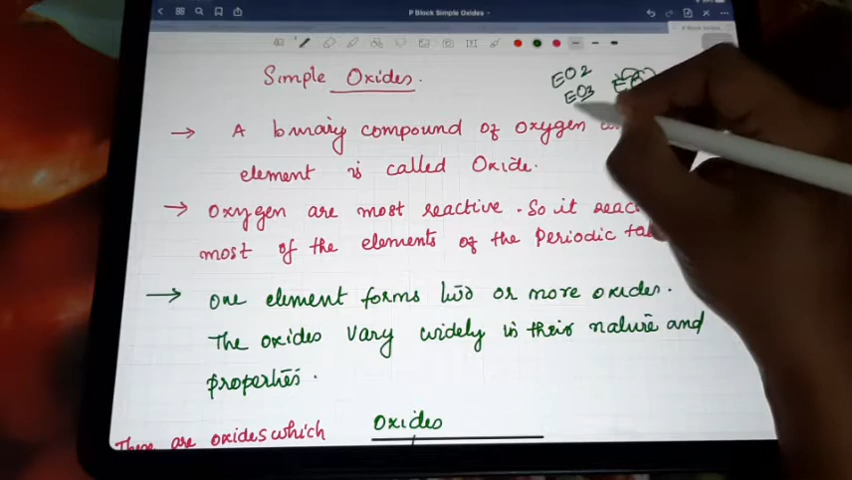 P Block Simple Oxides
Simple Oxides.
EO2
EO3
→ A binary compound of oxygen
element is called Oxide.
→ Oxygen are most reactive. So it reac
most of the elements of the Periodic tab
→ One element forms two or more oxides.
The oxides vary widely in their nature and
properties.
Oxides
There are oxides which